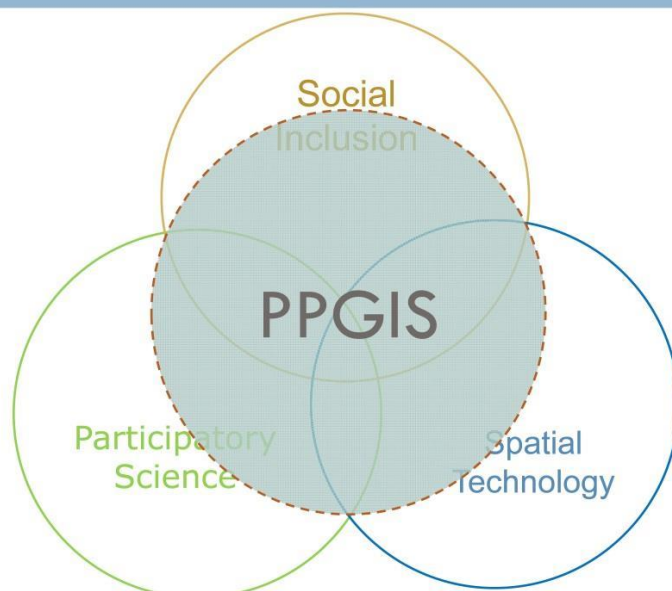 Social
Inclusion
PPGIS
Participatory
Science
Spatial
Technology